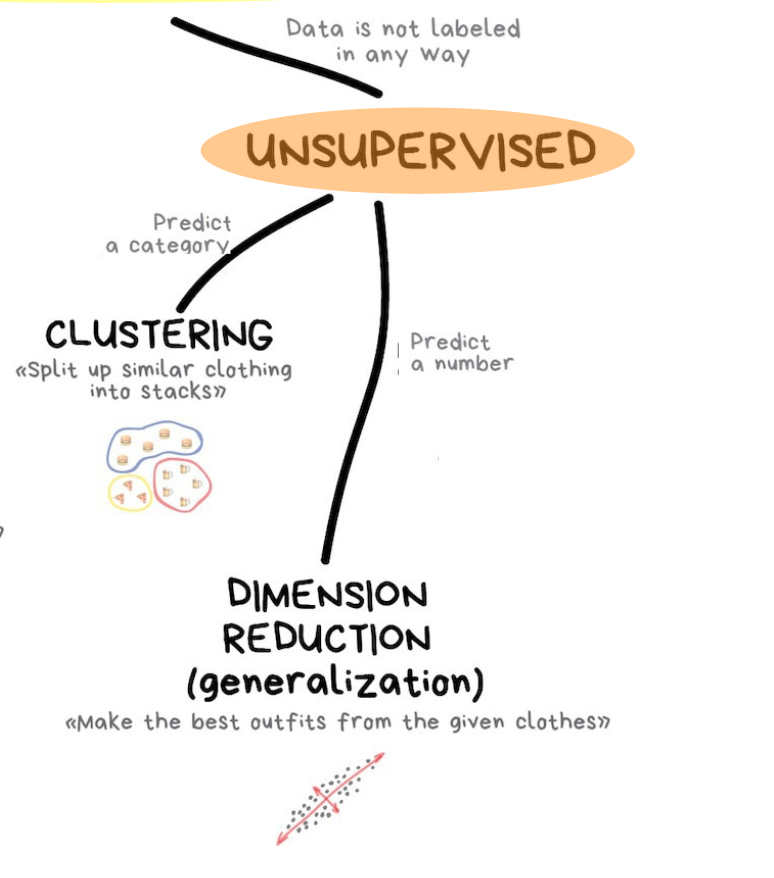 Data is not labeled
in any way
UNSUPERVISED
Predict
a category
CLUSTERING
«Split up similar clothing
into stacks»
Predict
a number
DIMENSION
REDUCTION
(generalization)
«Make the best outfits from the given clothes»